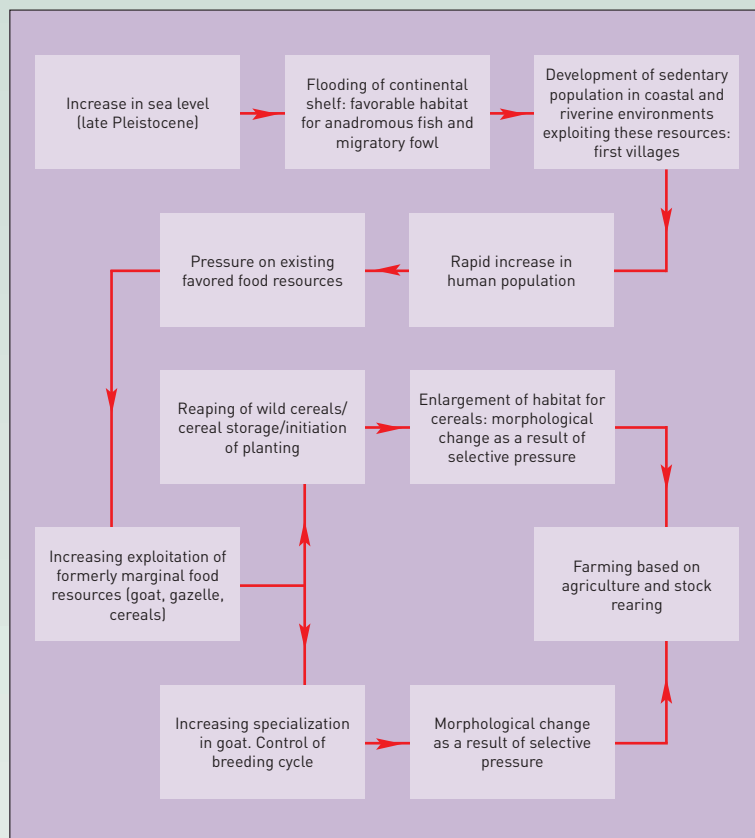 Increase in sea level
(late Pleistocene)
Flooding of continental
shelf: favorable habitat
for anadromous fish and
migratory fowl
Development of sedentary
population in coastal and
riverine environments
exploiting these resources:
first villages
Rapid increase in
human population
Pressure on existing
favored food resources
Increasing exploitation of
formerly marginal food
resources (goat, gazelle,
cereals)
Reaping of wild cereals/
cereal storage/initiation
of planting
Enlargement of habitat for
cereals: morphological
change as a result of
selective pressure
Increasing specialization
in goat. Control of
breeding cycle
Morphological change
as a result of selective
pressure
Farming based on
agriculture and stock
rearing